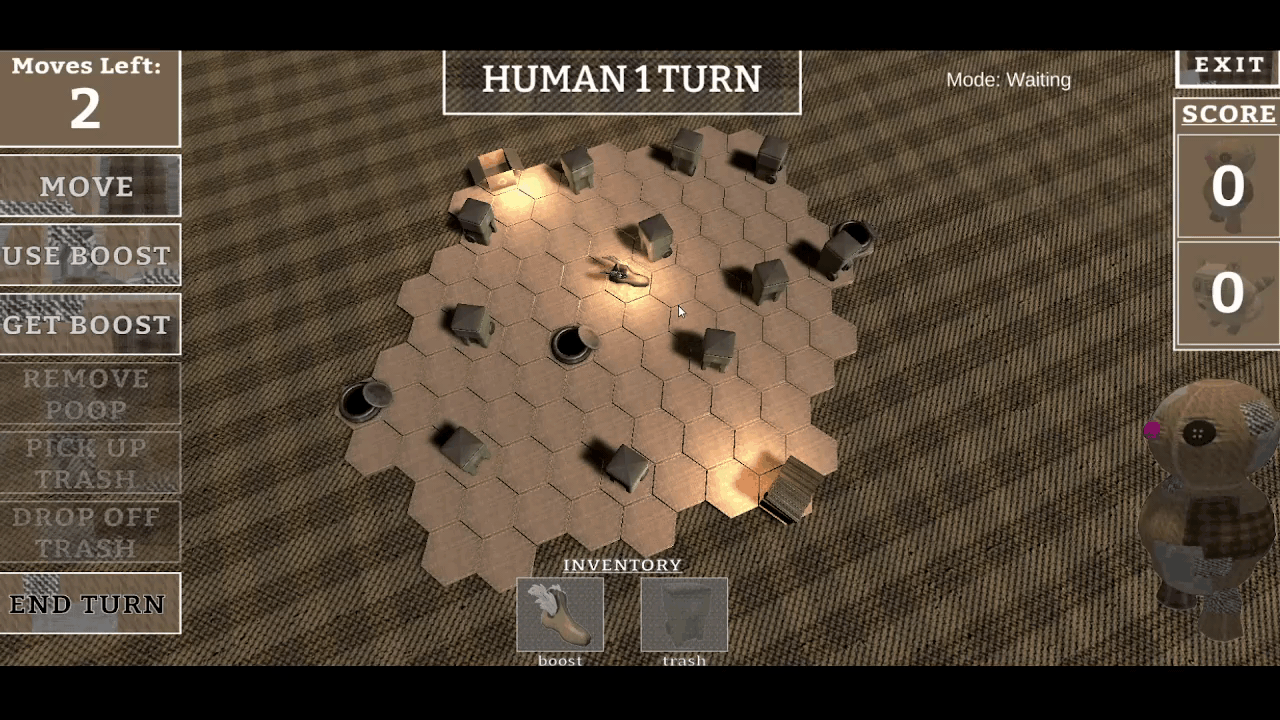 Moves Left:
2
HUMAN 1 TURN
Mode: Waiting
EXIT
SCORE
0
0
MOVE
USE BOOST
GET BOOST
REMOVE
POOP
PICK UP
TRASH
DROP OFF
TRASH
END TURN
INVENTORY
boost
trash